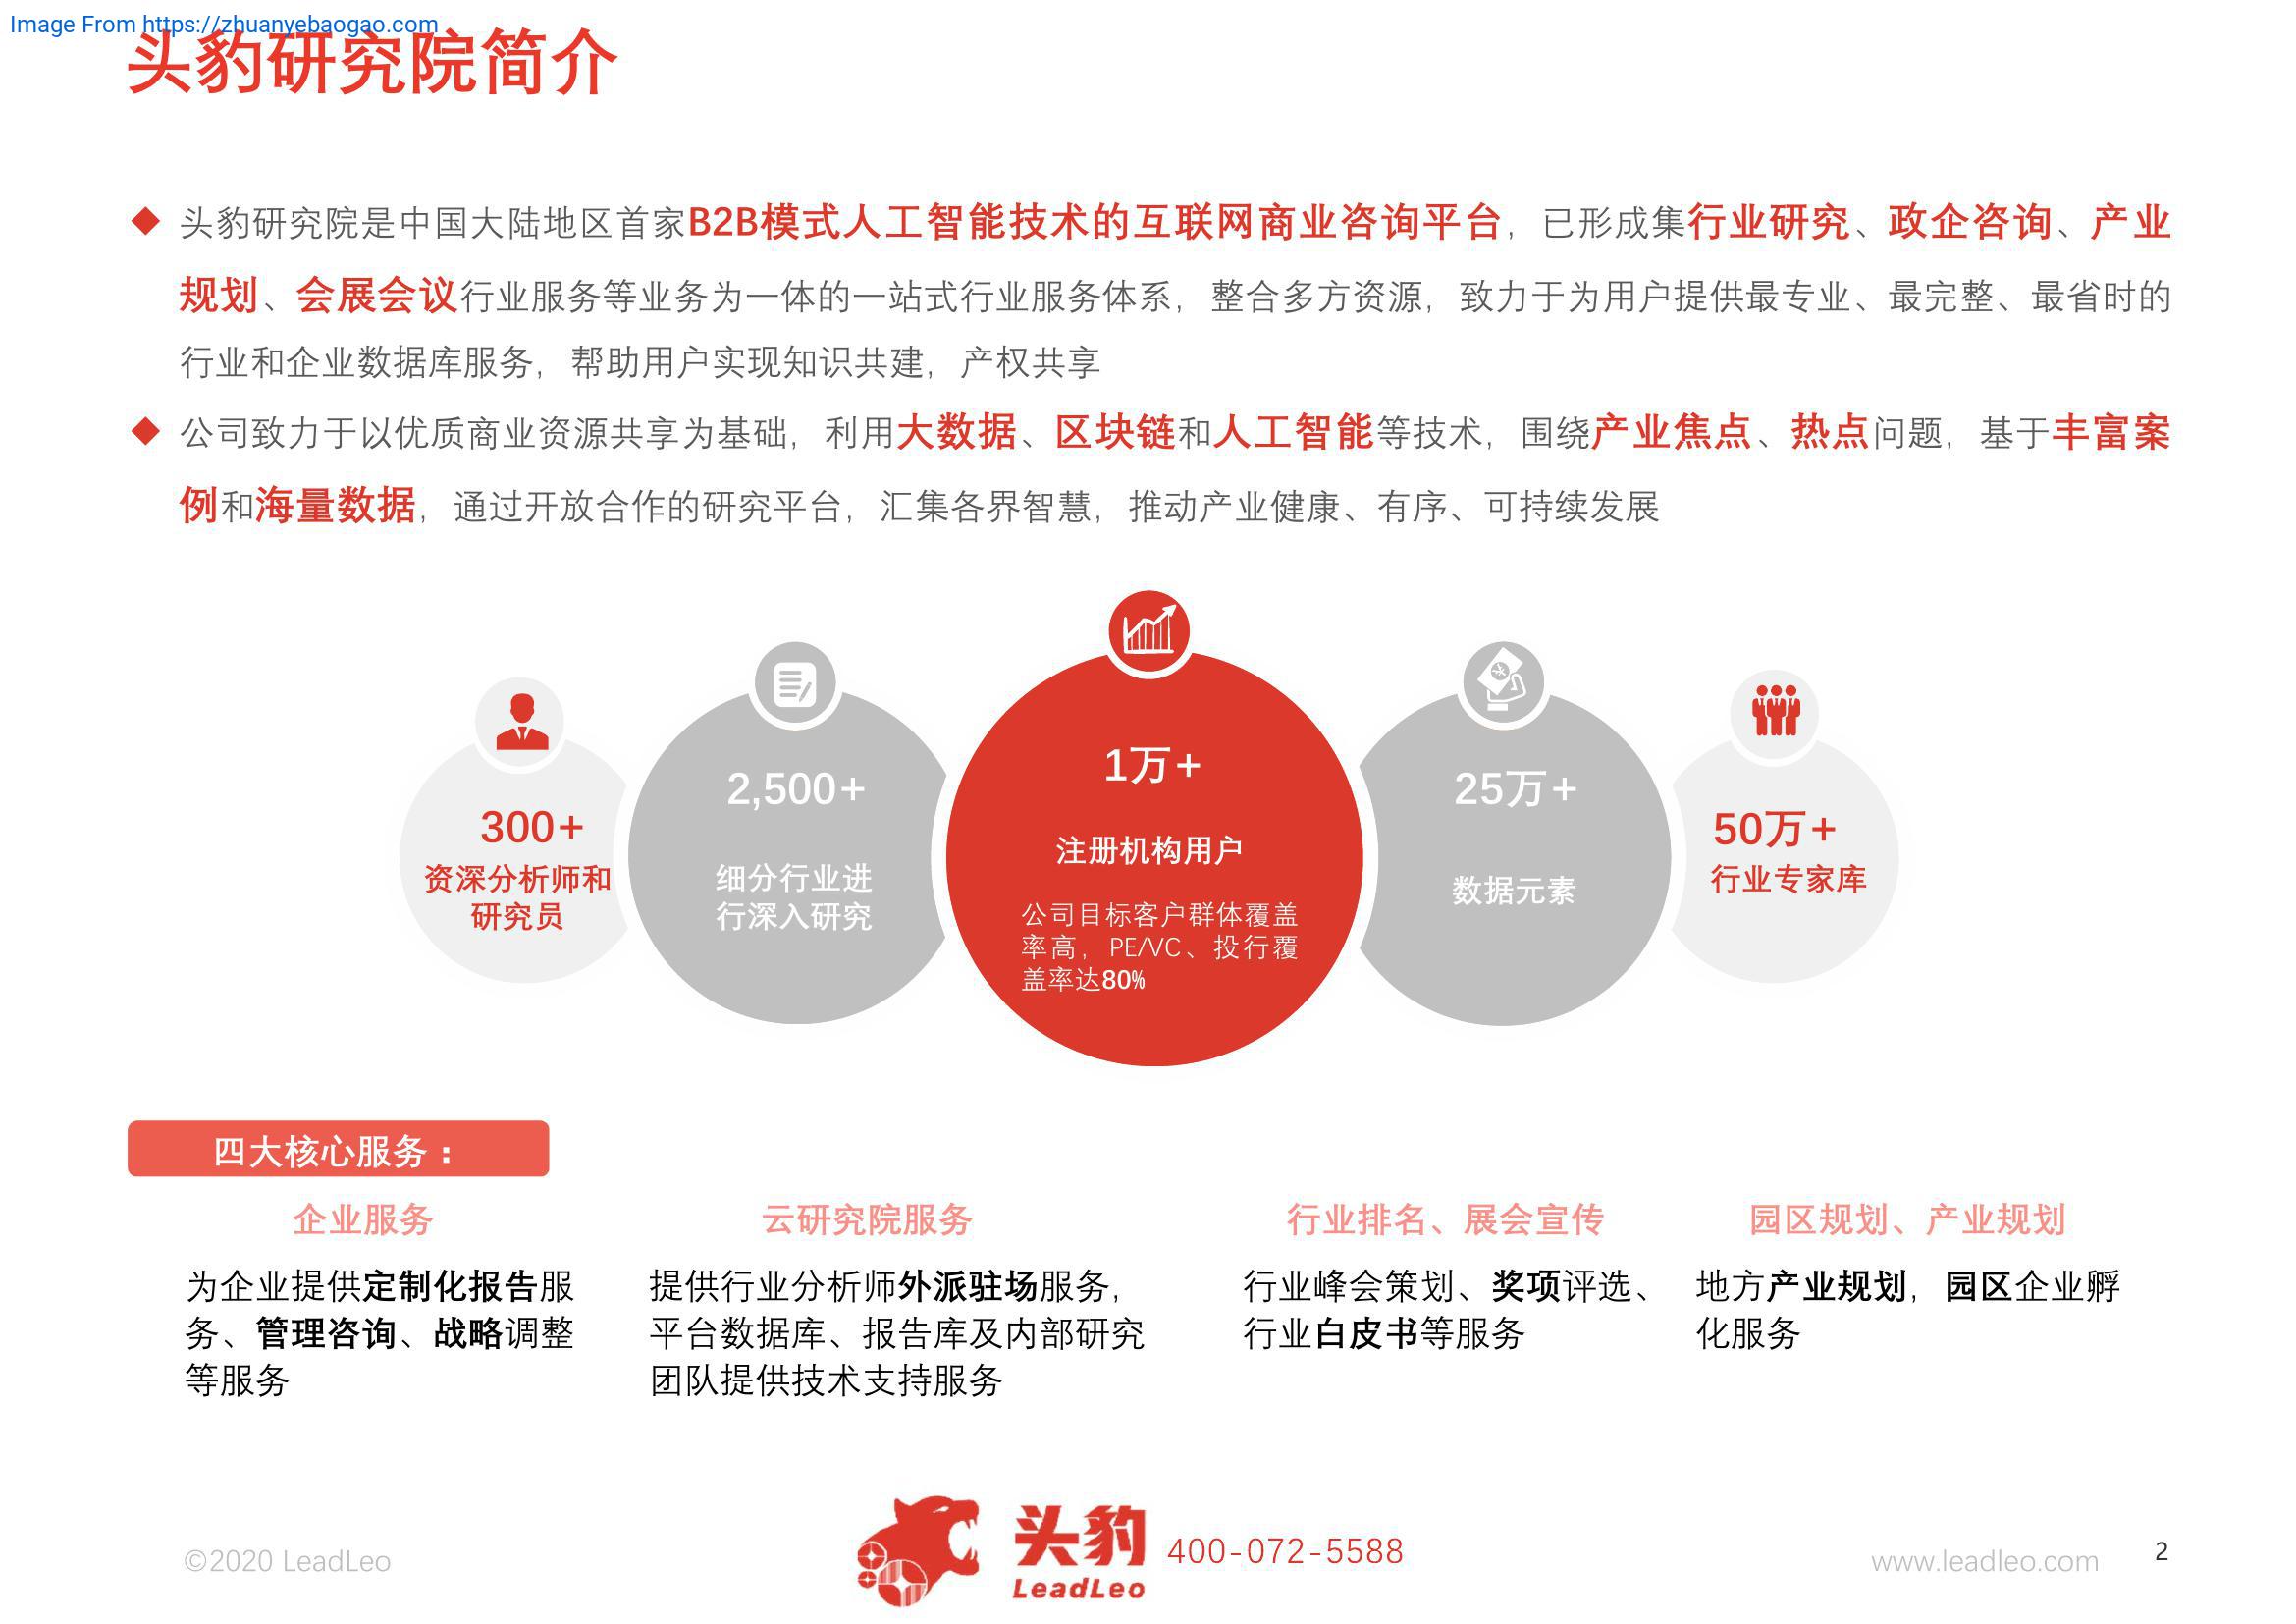 Image From https://zhuanyebaogao.com
头豹研究院简介
头豹研究院是中国大陆地区首家B2B模式人工智能技术的互联网商业咨询平台，已形成集行业研究、政企咨询、产业
规划、会展会议行业服务等业务为一体的一站式行业服务体系，整合多方资源，致力于为用户提供最专业、最完整、最省时的
行业和企业数据库服务，帮助用户实现知识共建，产权共享
公司致力于以优质商业资源共享为基础，利用大数据、区块链和人工智能等技术，围绕产业焦点、热点问题，基于丰富案
例和海量数据，通过开放合作的研究平台，汇集各界智慧，推动产业健康、有序、可持续发展
300+
资深分析师和
研究员
2,500+
细分行业进
行深入研究
1万+
注册机构用户
公司目标客户群体覆盖
率高，PE/VC、投行覆
盖率达80%
25万+
数据元素
50万+
行业专家库
四大核心服务：
企业服务
为企业提供定制化报告服
务、管理咨询、战略调整
等服务
云研究院服务
提供行业分析师外派驻场服务，
平台数据库、报告库及内部研究
团队提供技术支持服务
行业排名、展会宣传
行业峰会策划、奖项评选、
行业白皮书等服务
园区规划、产业规划
地方产业规划，园区企业孵
化服务
©2020 LeadLeo
头豹
LeadLeo
400-072-5588
www.leadleo.com
2